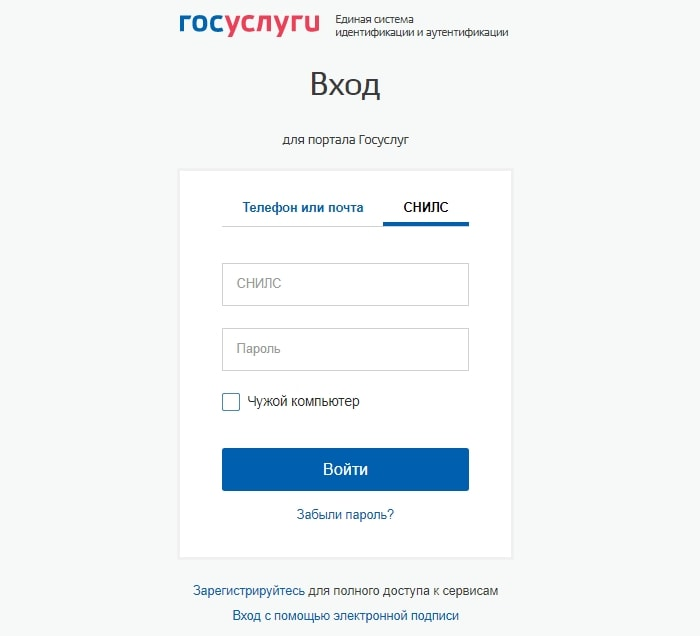 госуслуги
Единая система
идентификации и аутентификации
Вход
для портала Госуслуг
Телефон или почта СНИЛС
СНИЛС
Пароль
Чужой компьютер
Войти
Забыли пароль?
Зарегистрируйтесь для полного доступа к сервисам
Вход с помощью электронной подписи